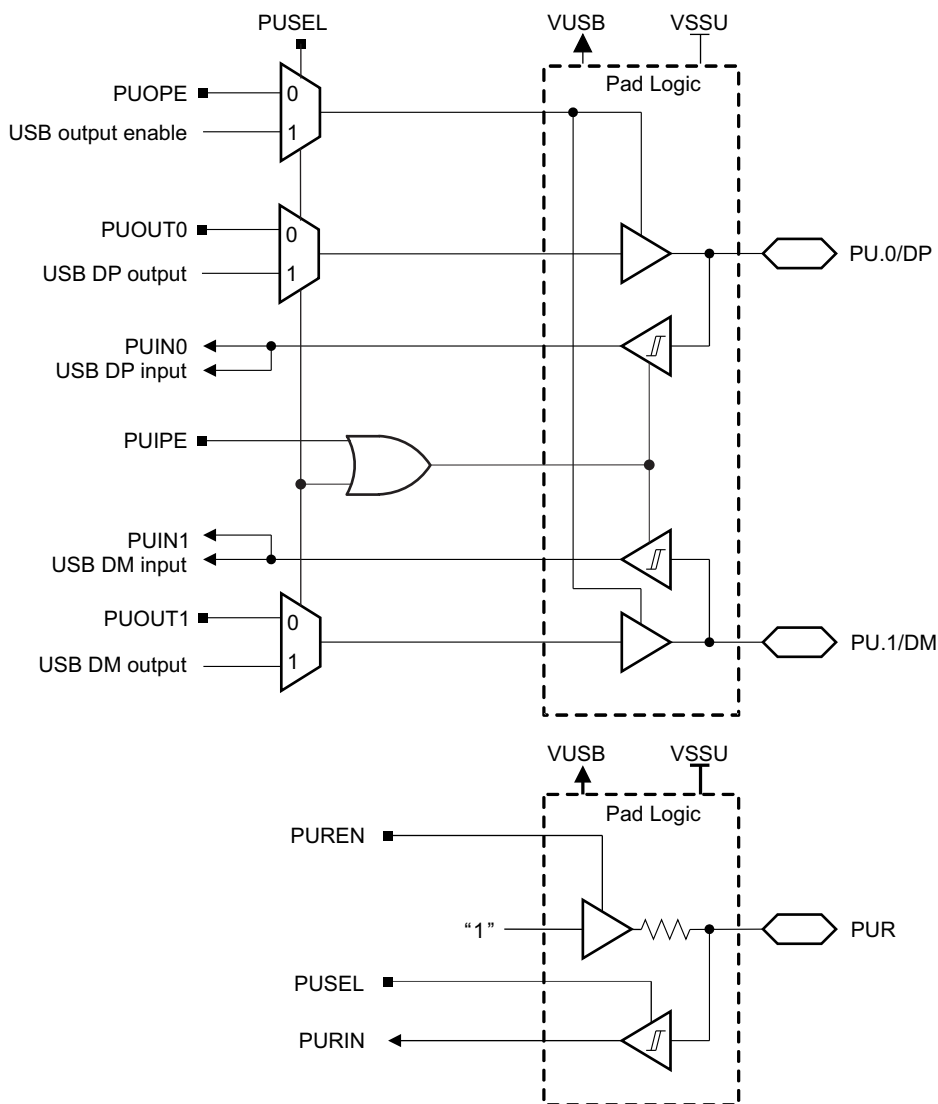 PUSEL
VUSB
VSSU
Pad Logic
PUOPE
0
USB output enable
1
PUOUT0
0
USB DP output
1
PU.0/DP
PUIN0
USB DP input
PUIPE
PUIN1
USB DM input
PUOUT1
0
USB DM output
1
PU.1/DM
VUSB
VSSU
Pad Logic
PUREN
“1”
PUR
PUSEL
PURIN